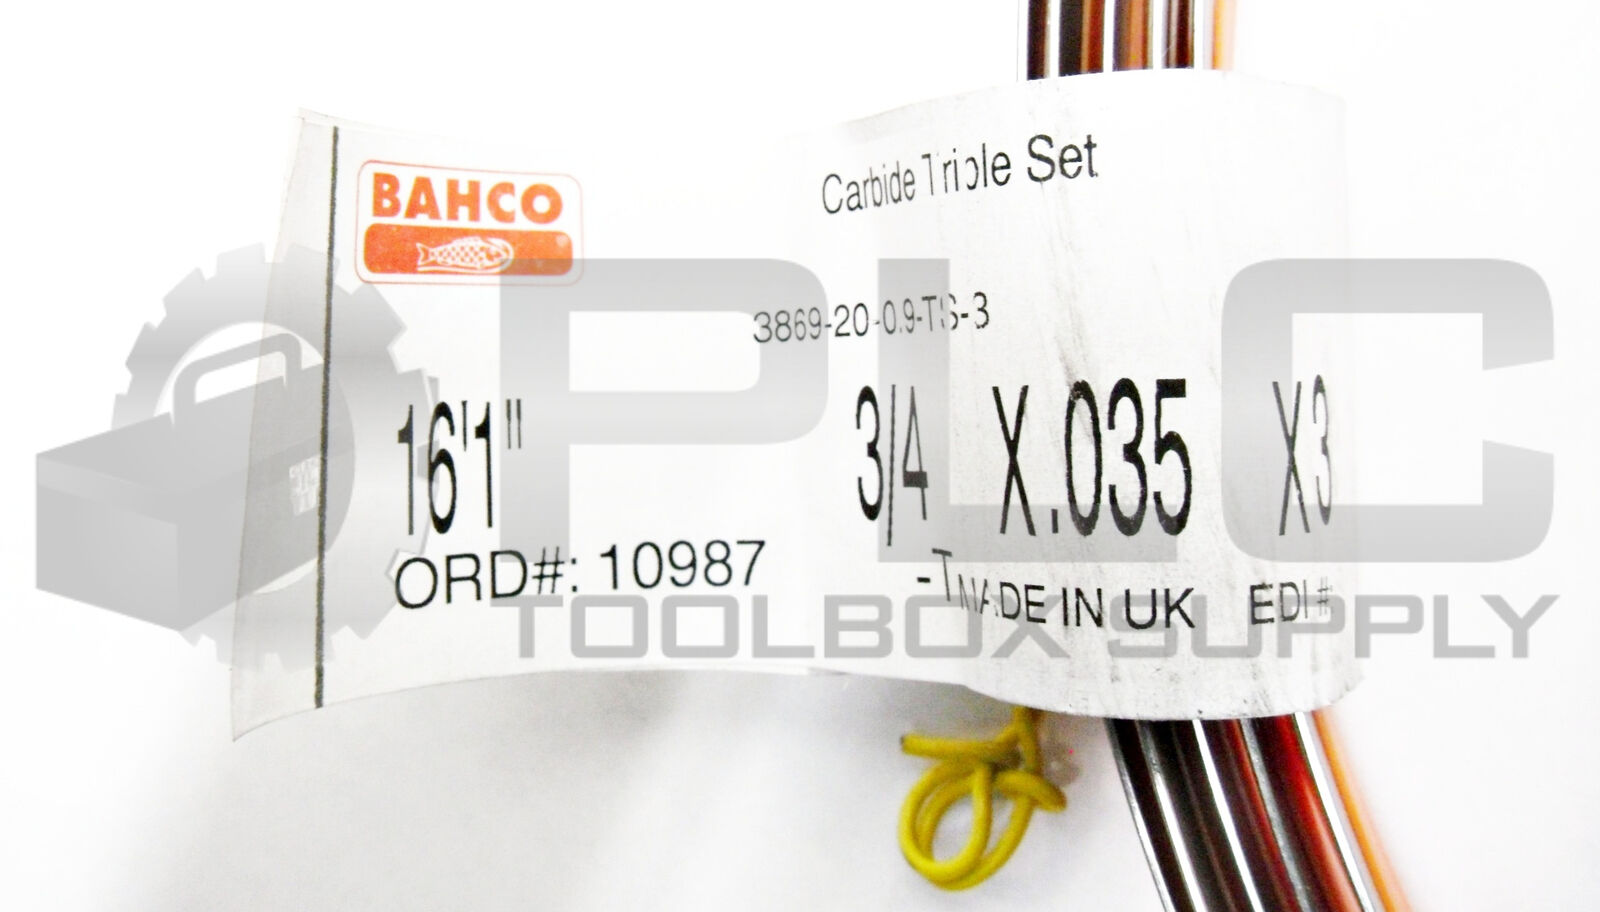 BAHCO
Carbide Triple Set
3869-20-0.9-TS-3
16'1" 3/4 X .035 X3
ORD#: 10987
-T MADE IN UK EDI #
PLC
TOOLBOX SUPPLY